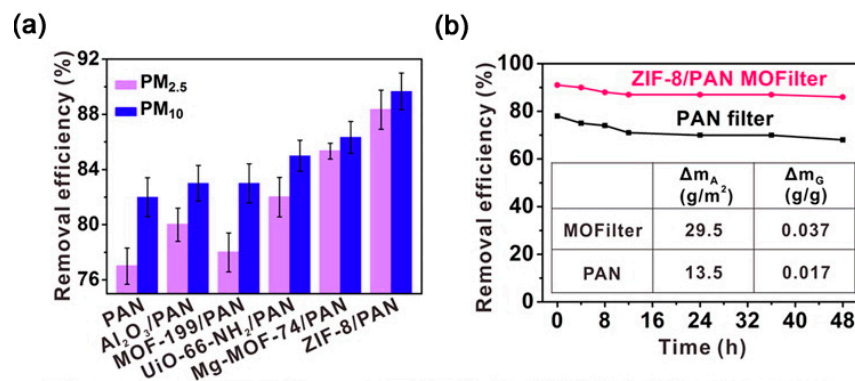 (a)
Removal efficiency (%)
92
88
84
80
76
PM2.5
PM10
PAN
Al2O3/PAN
MOF-199/PAN
UiO-66-NH2/PAN
Mg-MOF-74/PAN
ZIF-8/PAN
(b)
Removal efficiency (%)
100
80
60
40
20
0
ZIF-8/PAN MOFilter
PAN filter
ΔmA (g/m²) ΔmG (g/g)
MOFilter 29.5 0.037
PAN 13.5 0.017
0 8 16 24 32 40 48
Time (h)